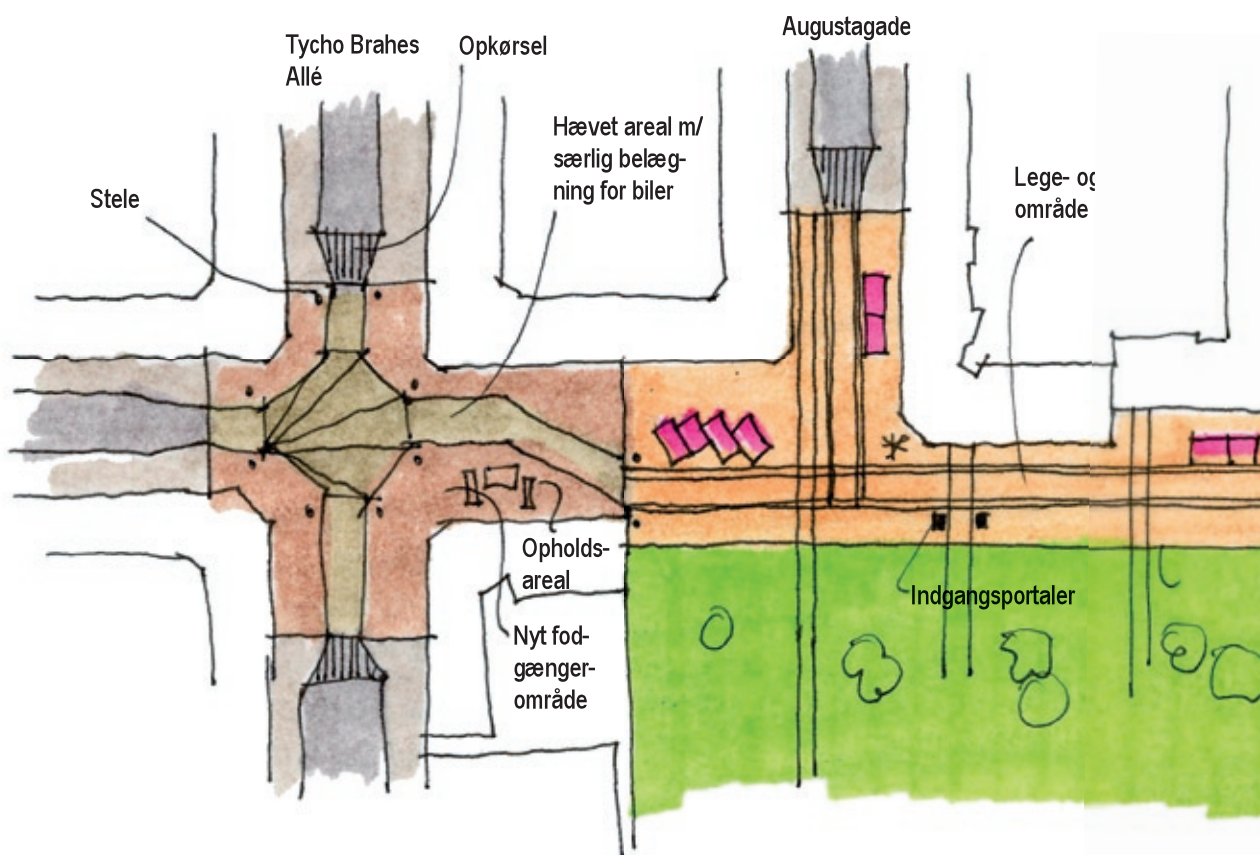 Tycho Brahes
Allé
Opkørsel
Augustagade
Hævet areal m/
særlig belæg-
ning for biler
Stele
Lege- og
område
Opholds-
areal
Indgangsportaler
Nyt fod-
gænger-
område